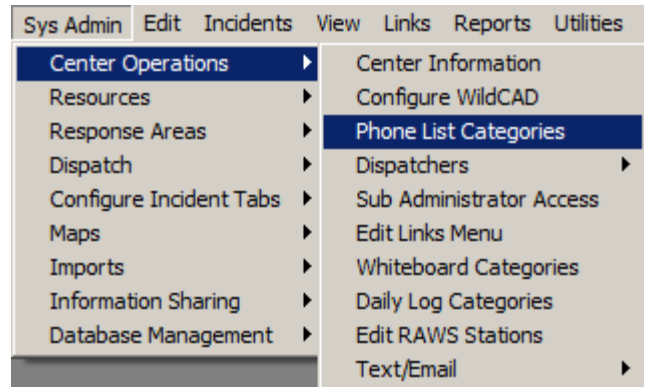 Sys Admin Edit Incidents View Links Reports Utilities
Center Operations
Resources
Response Areas
Dispatch
Configure Incident Tabs
Maps
Imports
Information Sharing
Database Management
Center Information
Configure WildCAD
Phone List Categories
Dispatchers
Sub Administrator Access
Edit Links Menu
Whiteboard Categories
Daily Log Categories
Edit RAWS Stations
Text/Email